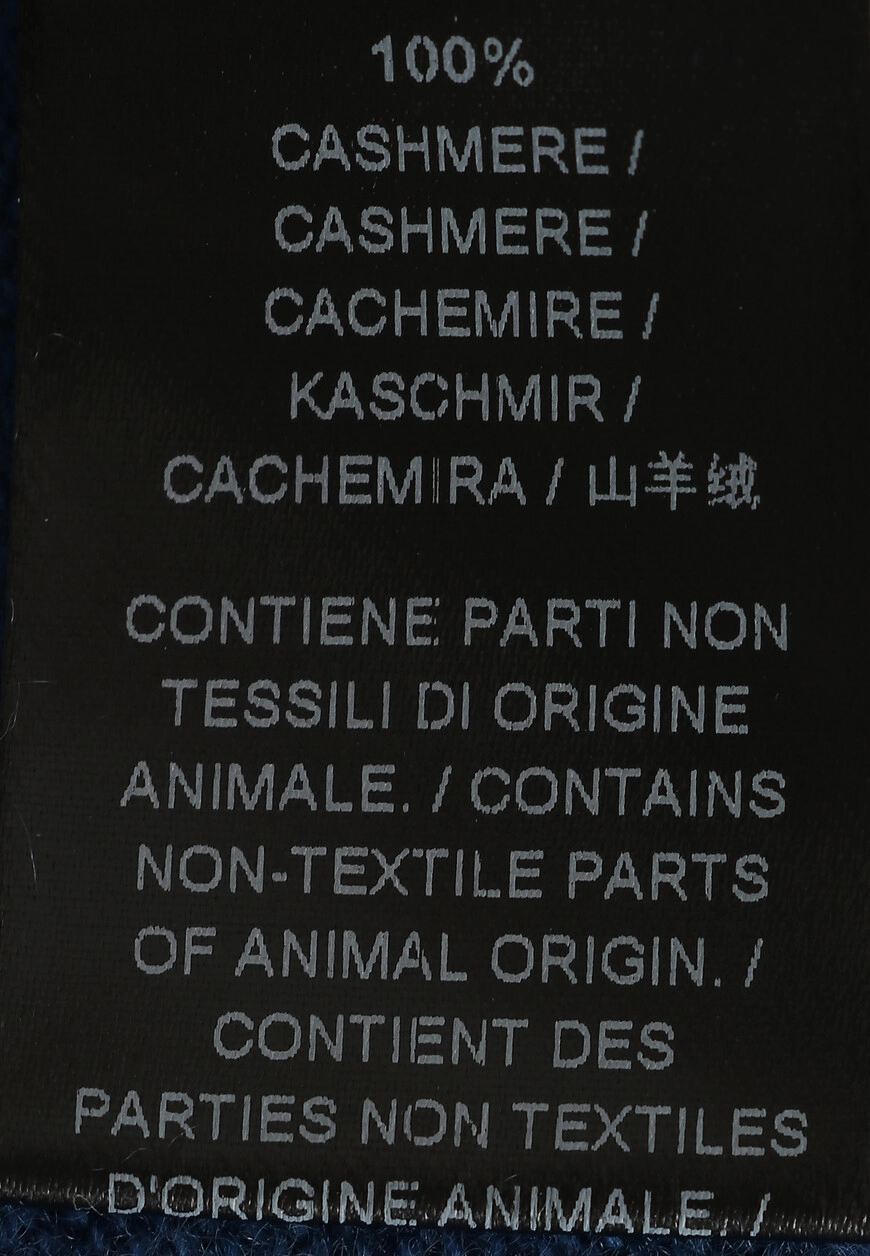 100%
CASHMERE /
CASHMERE /
CACHEMIRE /
KASCHMIR /
CACHEMIRA / 山羊绒
CONTIENE PARTI NON
TESSILI DI ORIGINE
ANIMALE. / CONTAINS
NON-TEXTILE PARTS
OF ANIMAL ORIGIN. /
CONTIENT DES
PARTIES NON TEXTILES
D'ORIGINE ANIMALE. /